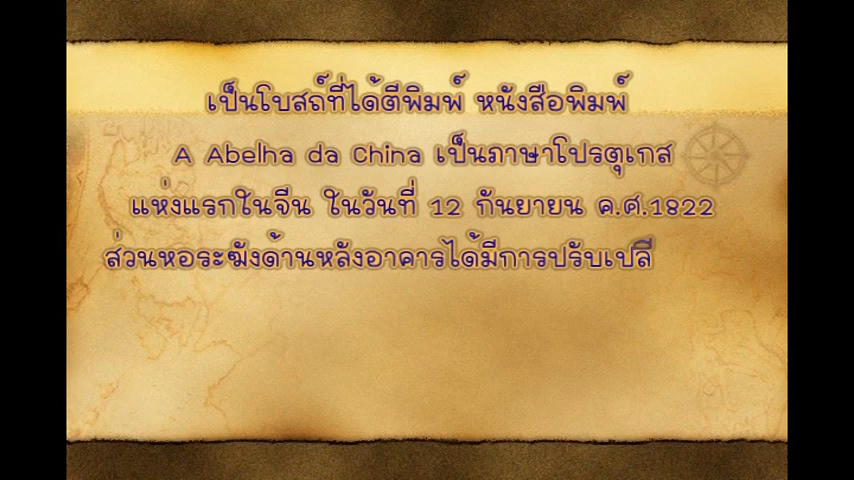 เป็นโบสถ์ที่ได้ตีพิมพ์ หนังสือพิมพ์
A Abelha da China เป็นภาษาโปรตุเกส
แห่งแรกในจีน ในวันที่ 12 กันยายน ค.ศ.1822
ส่วนหอระฆังด้านหลังอาคารได้มีการปรับเปลี